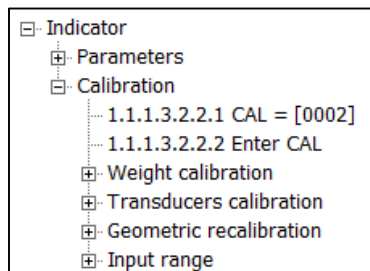 Indicator
Parameters
Calibration
1.1.1.3.2.2.1 CAL = [0002]
1.1.1.3.2.2.2 Enter CAL
Weight calibration
Transducers calibration
Geometric recalibration
Input range